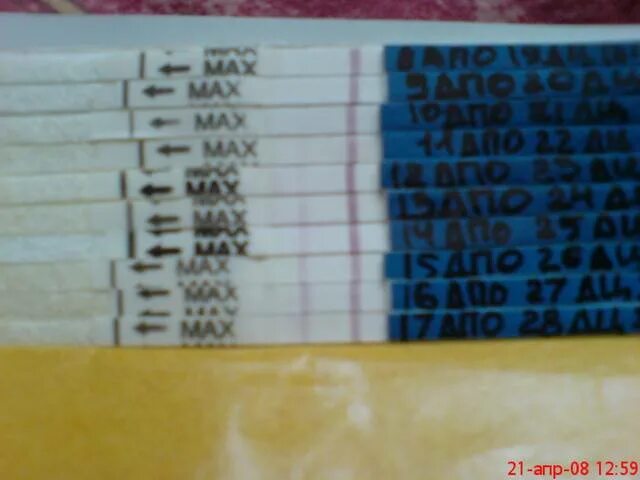 MAX 8 ДПО 19 ДЦ
MAX
MAX 9 ДПО 20 ДЦ
MAX 10 ДПО 21 ДЦ
MAX 11 ДПО 22 ДЦ
MAX 12 ДПО 23 ДЦ
MAX 13 ДПО 24 ДЦ
MAX 14 ДПО 25 ДЦ
MAX 15 ДПО 26 ДЦ
MAX 16 ДПО 27 ДЦ
MAX 17 ДПО 28 ДЦ
21-апр-08 12:59